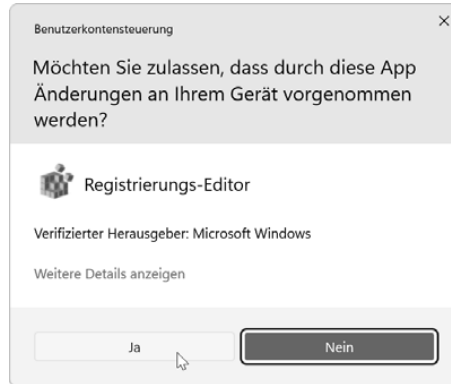 Benutzerkontensteuerung
Möchten Sie zulassen, dass durch diese App
Änderungen an Ihrem Gerät vorgenommen
werden?
Registrierungs-Editor
Verifizierter Herausgeber: Microsoft Windows
Weitere Details anzeigen
Ja
Nein